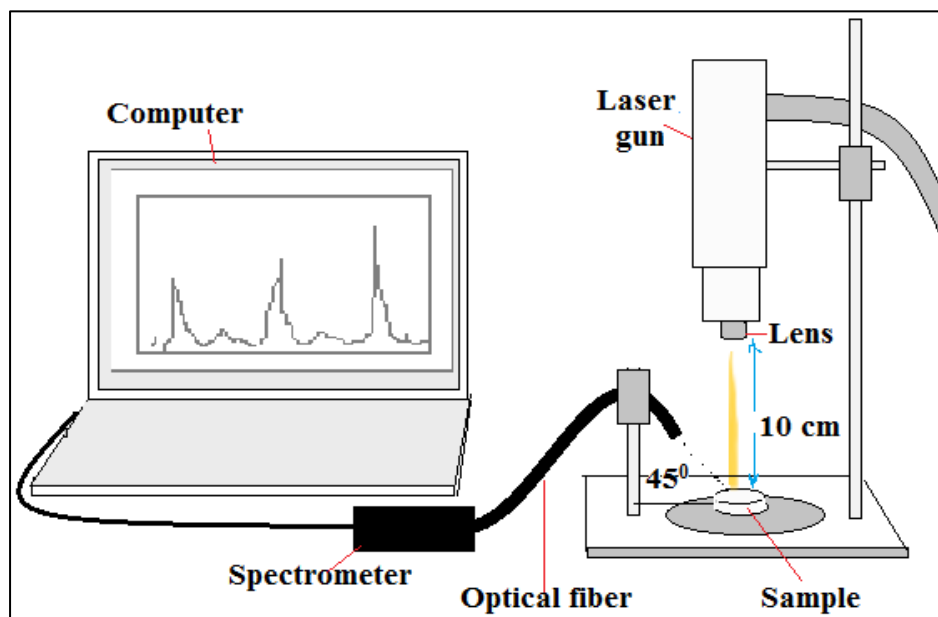 Computer
Laser
gun
Lens
10 cm
45⁰
Spectrometer
Optical fiber
Sample